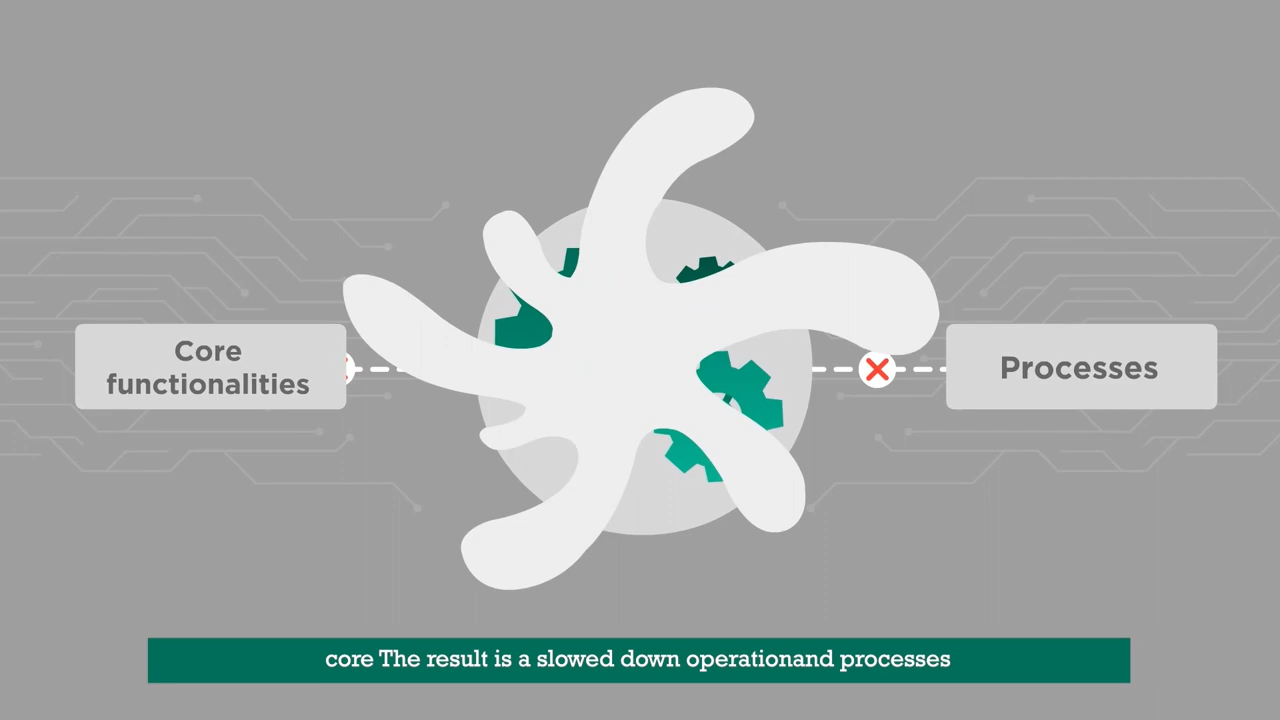 Core
functionalities
Processes
core The result is a slowed down operationand processes